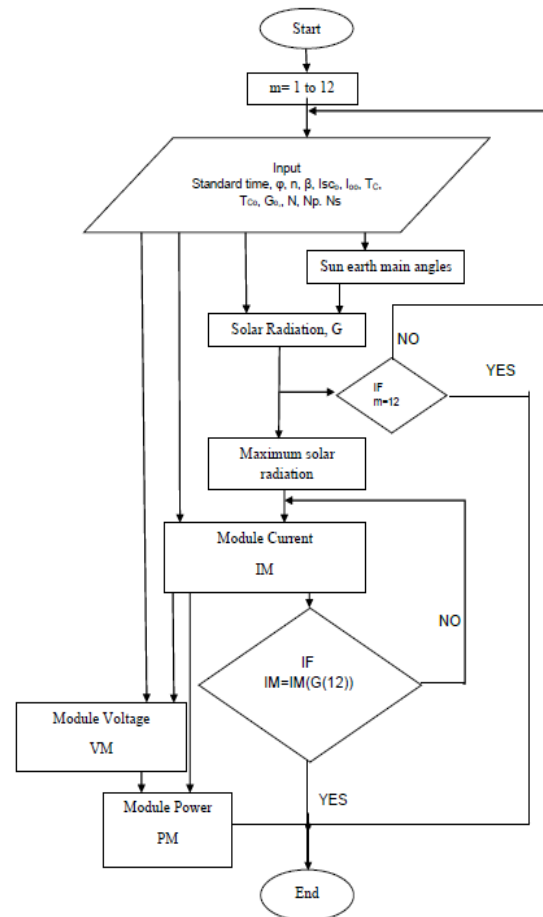 Start
m= 1 to 12
Input
Standard time, φ, n, β, Isc₀, I₀₀, T_C,
T_C₀, G₀,, N, Np. Ns
Sun earth main angles
Solar Radiation, G
NO
YES
IF
m=12
Maximum solar
radiation
Module Current
IM
NO
IF
IM=IM(G(12))
Module Voltage
VM
YES
Module Power
PM
End